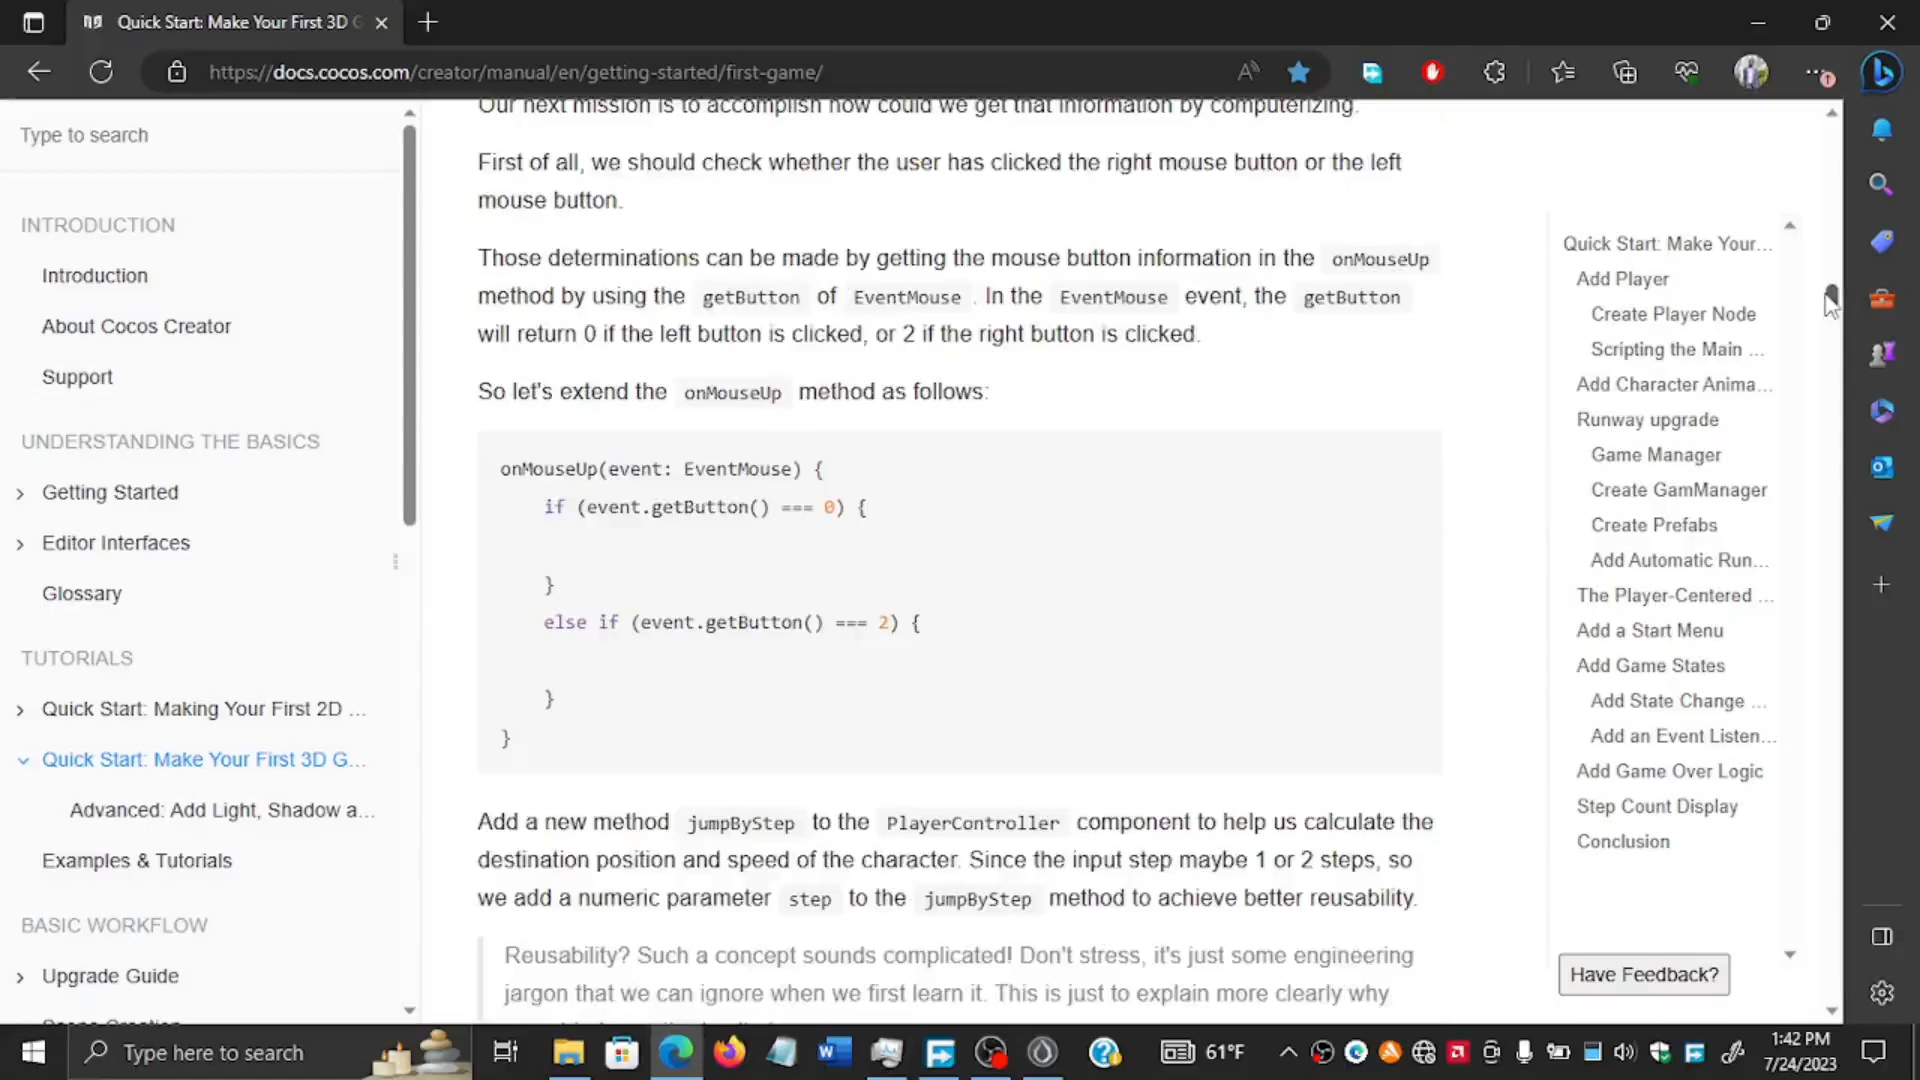 Quick Start: Make Your First 3D G
https://docs.cocos.com/creator/manual/en/getting-started/first-game/
Type to search
INTRODUCTION
Introduction
About Cocos Creator
Support
UNDERSTANDING THE BASICS
Getting Started
Editor Interfaces
Glossary
TUTORIALS
Quick Start: Making Your First 2D ...
Quick Start: Make Your First 3D G...
Advanced: Add Light, Shadow a...
Examples & Tutorials
BASIC WORKFLOW
Upgrade Guide
Our next mission is to accomplish how could we get that information by computerizing.
First of all, we should check whether the user has clicked the right mouse button or the left
mouse button.
Those determinations can be made by getting the mouse button information in the onMouseUp
method by using the getButton of EventMouse . In the EventMouse event, the getButton
will return 0 if the left button is clicked, or 2 if the right button is clicked.
So let's extend the onMouseUp method as follows:
onMouseUp(event: EventMouse) {
if (event.getButton() === 0) {
}
else if (event.getButton() === 2) {
}
}
Add a new method jumpByStep to the PlayerController component to help us calculate the
destination position and speed of the character. Since the input step maybe 1 or 2 steps, so
we add a numeric parameter step to the jumpByStep method to achieve better reusability.
Reusability? Such a concept sounds complicated! Don't stress, it's just some engineering
jargon that we can ignore when we first learn it. This is just to explain more clearly why
Quick Start: Make Your...
Add Player
Create Player Node
Scripting the Main ...
Add Character Anima...
Runway upgrade
Game Manager
Create GamManager
Create Prefabs
Add Automatic Run...
The Player-Centered ...
Add a Start Menu
Add Game States
Add State Change ...
Add an Event Listen...
Add Game Over Logic
Step Count Display
Conclusion
Have Feedback?
Type here to search
61°F
1:42 PM
7/24/2023